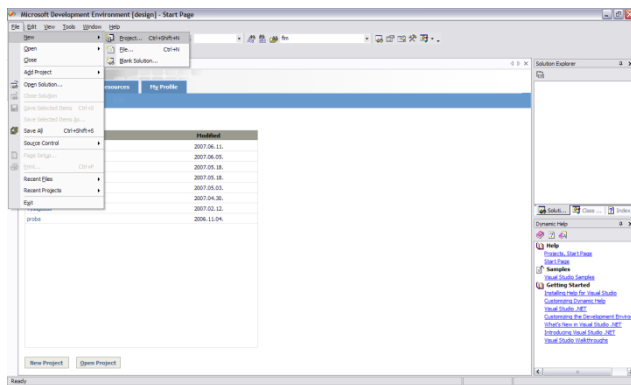 Microsoft Development Environment [design] - Start Page
File Edit View Tools Window Help
New
Project... Ctrl+Shift+N
File... Ctrl+N
Blank Solution...
fm
Open
Close
Add Project
Open Solution...
Close Solution
Save Selected Items Ctrl+S
Save Selected Items As...
Save All Ctrl+Shift+S
Source Control
Page Setup...
Print... Ctrl+P
Recent Files
Recent Projects
Exit
My Profile
Modified
2007.06.11.
2007.06.05.
2007.05.18.
2007.05.18.
2007.05.03.
2007.04.30.
2007.02.12.
proba 2006.11.04.
New Project Open Project
Ready
Solution Explorer
Soluti... Class ... Index
Dynamic Help
Help
Projects, Start Page
Start Page
Samples
Visual Studio Samples
Getting Started
Installing Help for Visual Studio
Customizing Dynamic Help
Visual Studio .NET
Customizing the Development Enviro
What's New in Visual Studio .NET
Introducing Visual Studio .NET
Visual Studio Walkthroughs